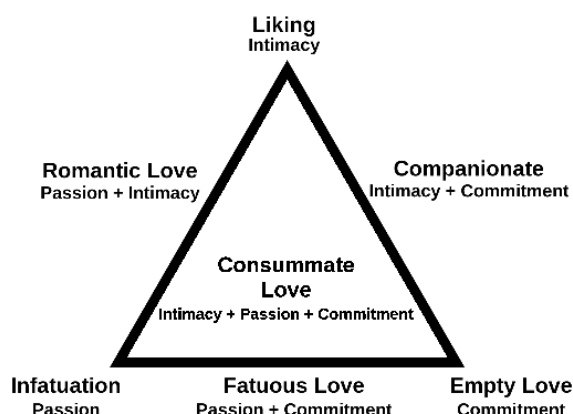 Liking
Intimacy
Romantic Love
Passion + Intimacy
Companionate
Intimacy + Commitment
Consummate
Love
Intimacy + Passion + Commitment
Infatuation
Passion
Fatuous Love
Passion + Commitment
Empty Love
Commitment